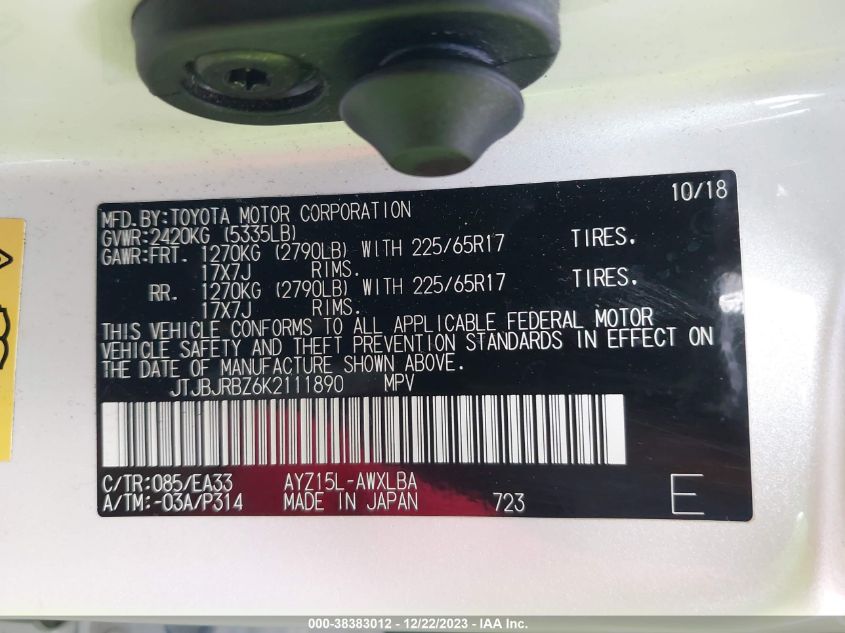 10/18
MFD.BY:TOYOTA MOTOR CORPORATION
GVWR:2420KG (5335LB)
GAWR:FRT. 1270KG (2790LB) WITH 225/65R17 TIRES.
17X7J RIMS.
RR. 1270KG (2790LB) WITH 225/65R17 TIRES.
17X7J RIMS.
THIS VEHICLE CONFORMS TO ALL APPLICABLE FEDERAL MOTOR
VEHICLE SAFETY AND THEFT PREVENTION STANDARDS IN EFFECT ON
THE DATE OF MANUFACTURE SHOWN ABOVE.
JTJBJRBZ6K2111890 MPV
C/TR:085/EA33 AYZ15L-AWXLBA
A/TM:-03A/P314 MADE IN JAPAN 723 E
000-38383012 - 12/22/2023 - IAA Inc.